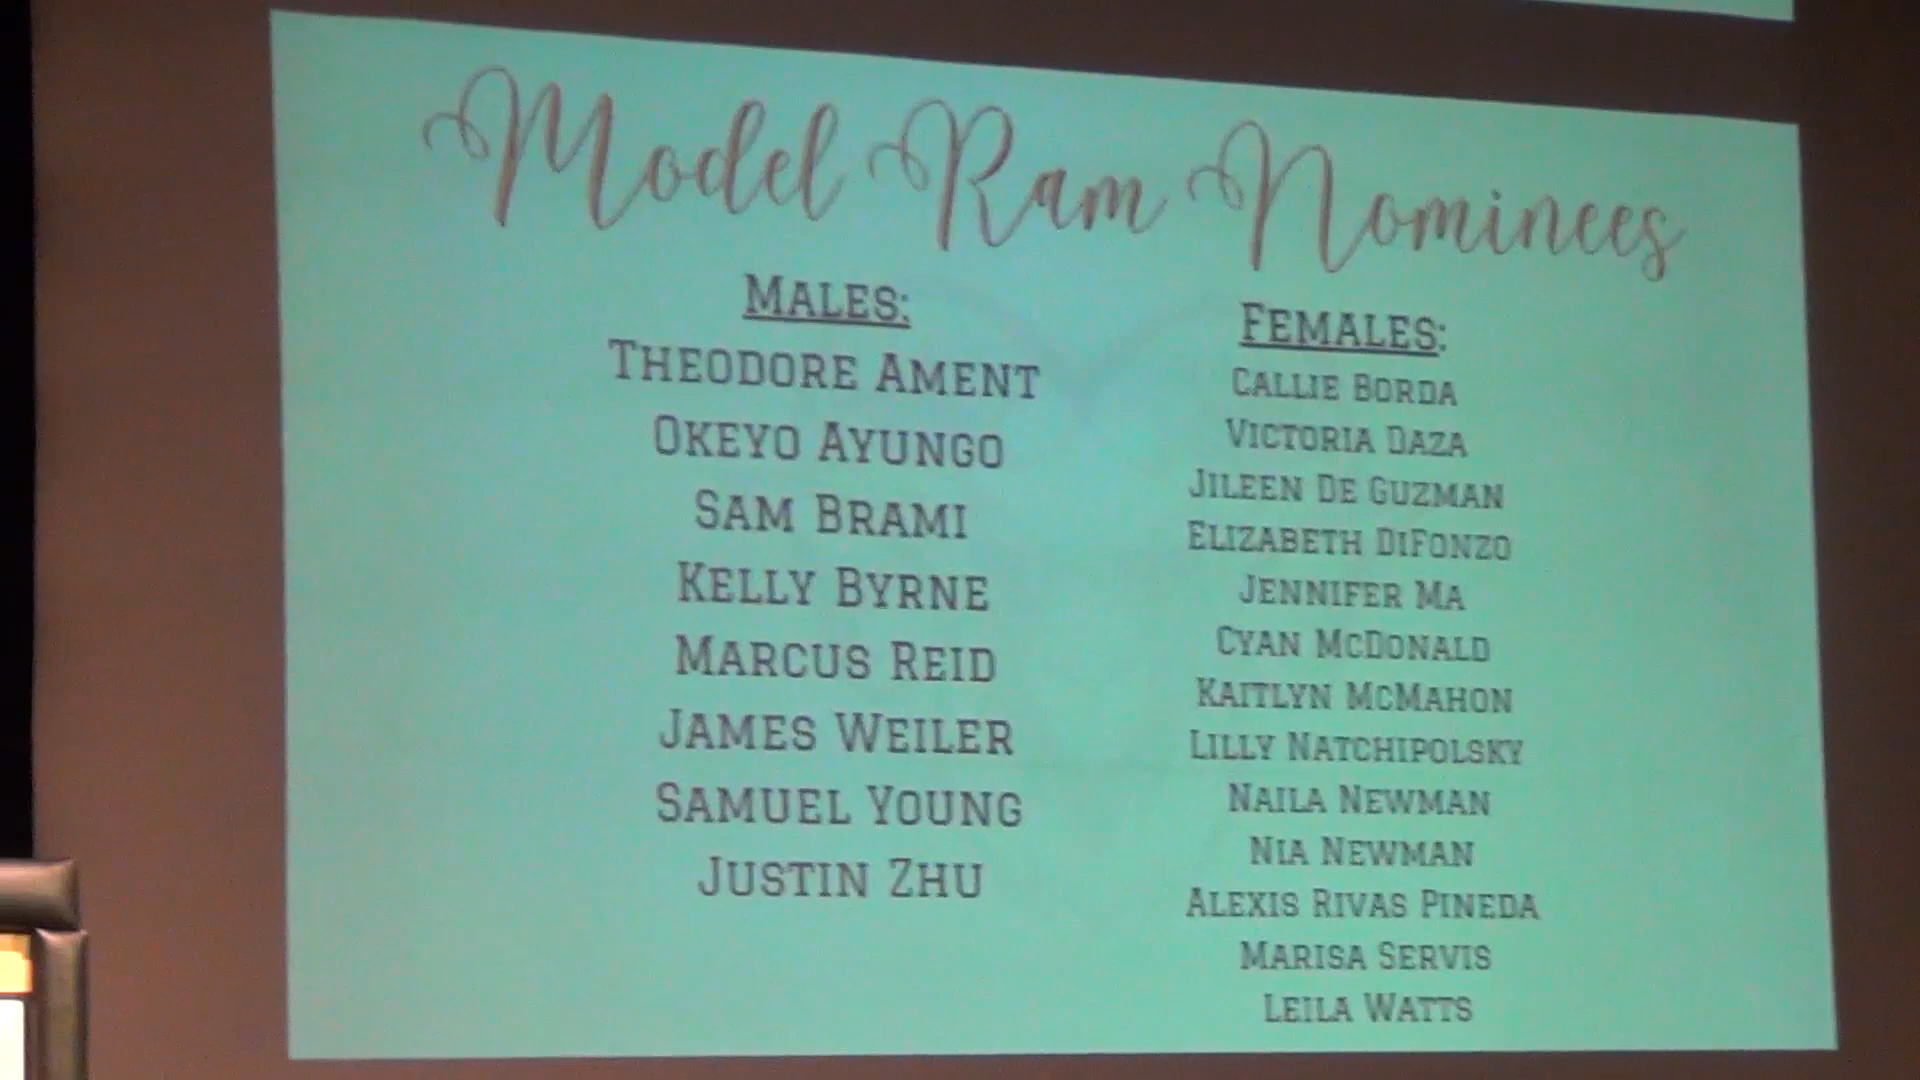 Model Ram Nominees
MALES:
THEODORE AMENT
OKEYO AYUNGO
SAM BRAMI
KELLY BYRNE
MARCUS REID
JAMES WEILER
SAMUEL YOUNG
JUSTIN ZHU
FEMALES:
CALLIE BORDA
VICTORIA DAZA
JILEEN DE GUZMAN
ELIZABETH DIFONZO
JENNIFER MA
CYAN MCDONALD
KAITLYN MCMAHON
LILLY NATCHIPOLSKY
NAILA NEWMAN
NIA NEWMAN
ALEXIS RIVAS PINEDA
MARISA SERVIS
LEILA WATTS